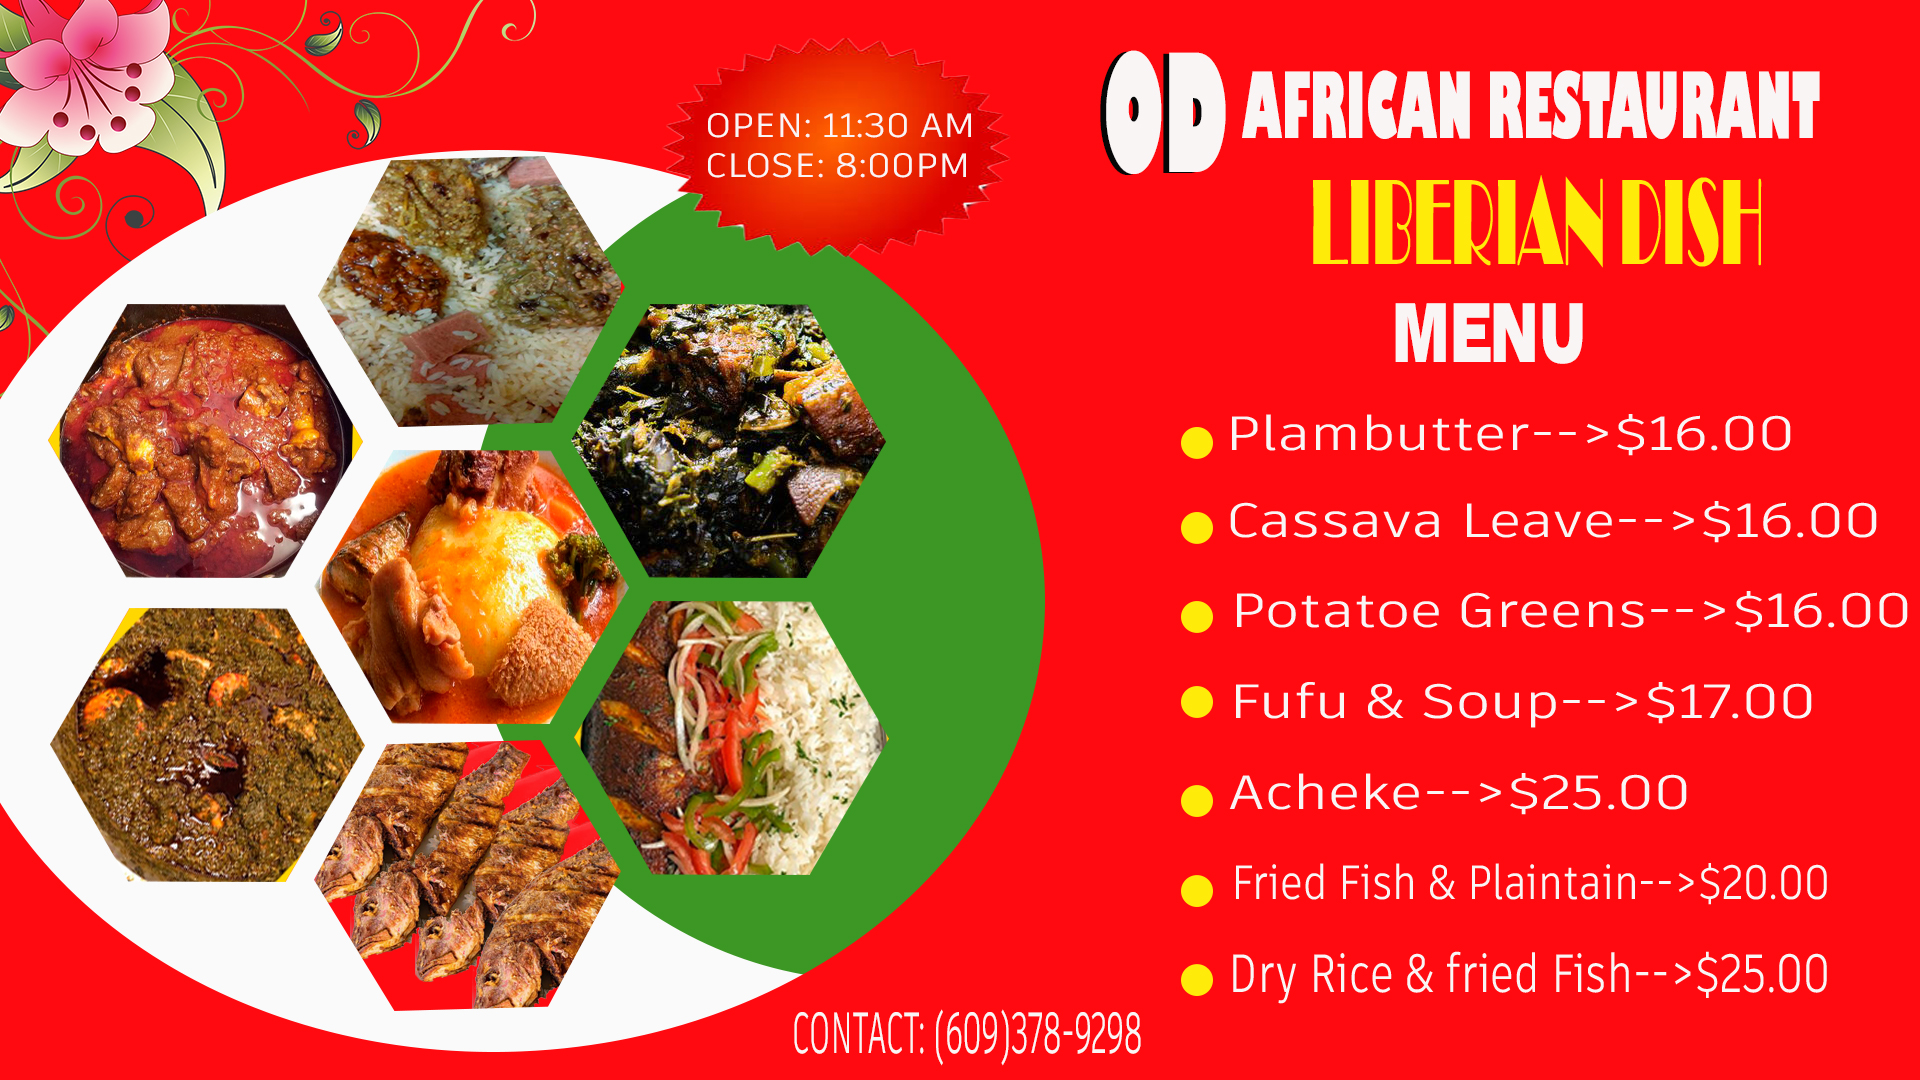 OPEN: 11:30 AM
CLOSE: 8:00PM
OD AFRICAN RESTAURANT
LIBERIAN DISH
MENU
Plambutter-->$16.00
Cassava Leave-->$16.00
Potatoe Greens-->$16.00
Fufu & Soup-->$17.00
Acheke-->$25.00
Fried Fish & Plaintain-->$20.00
Dry Rice & fried Fish-->$25.00
CONTACT: (609)378-9298